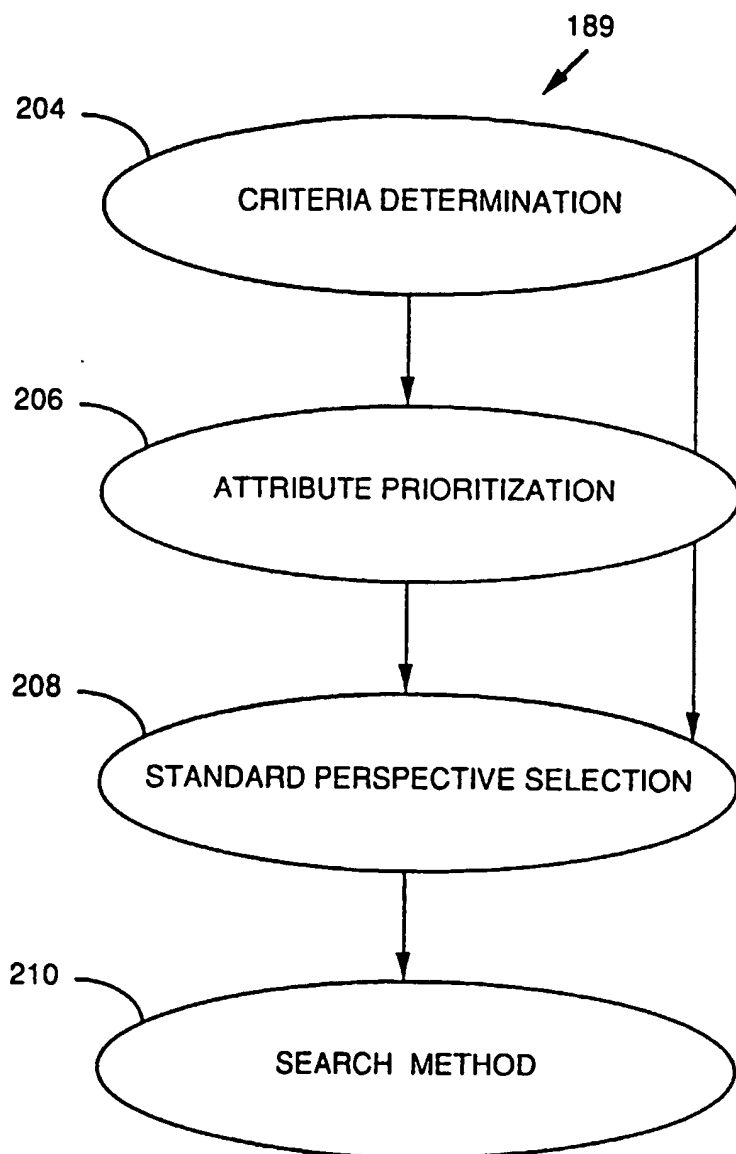 189
204
CRITERIA DETERMINATION
206
ATTRIBUTE PRIORITIZATION
208
STANDARD PERSPECTIVE SELECTION
210
SEARCH METHOD